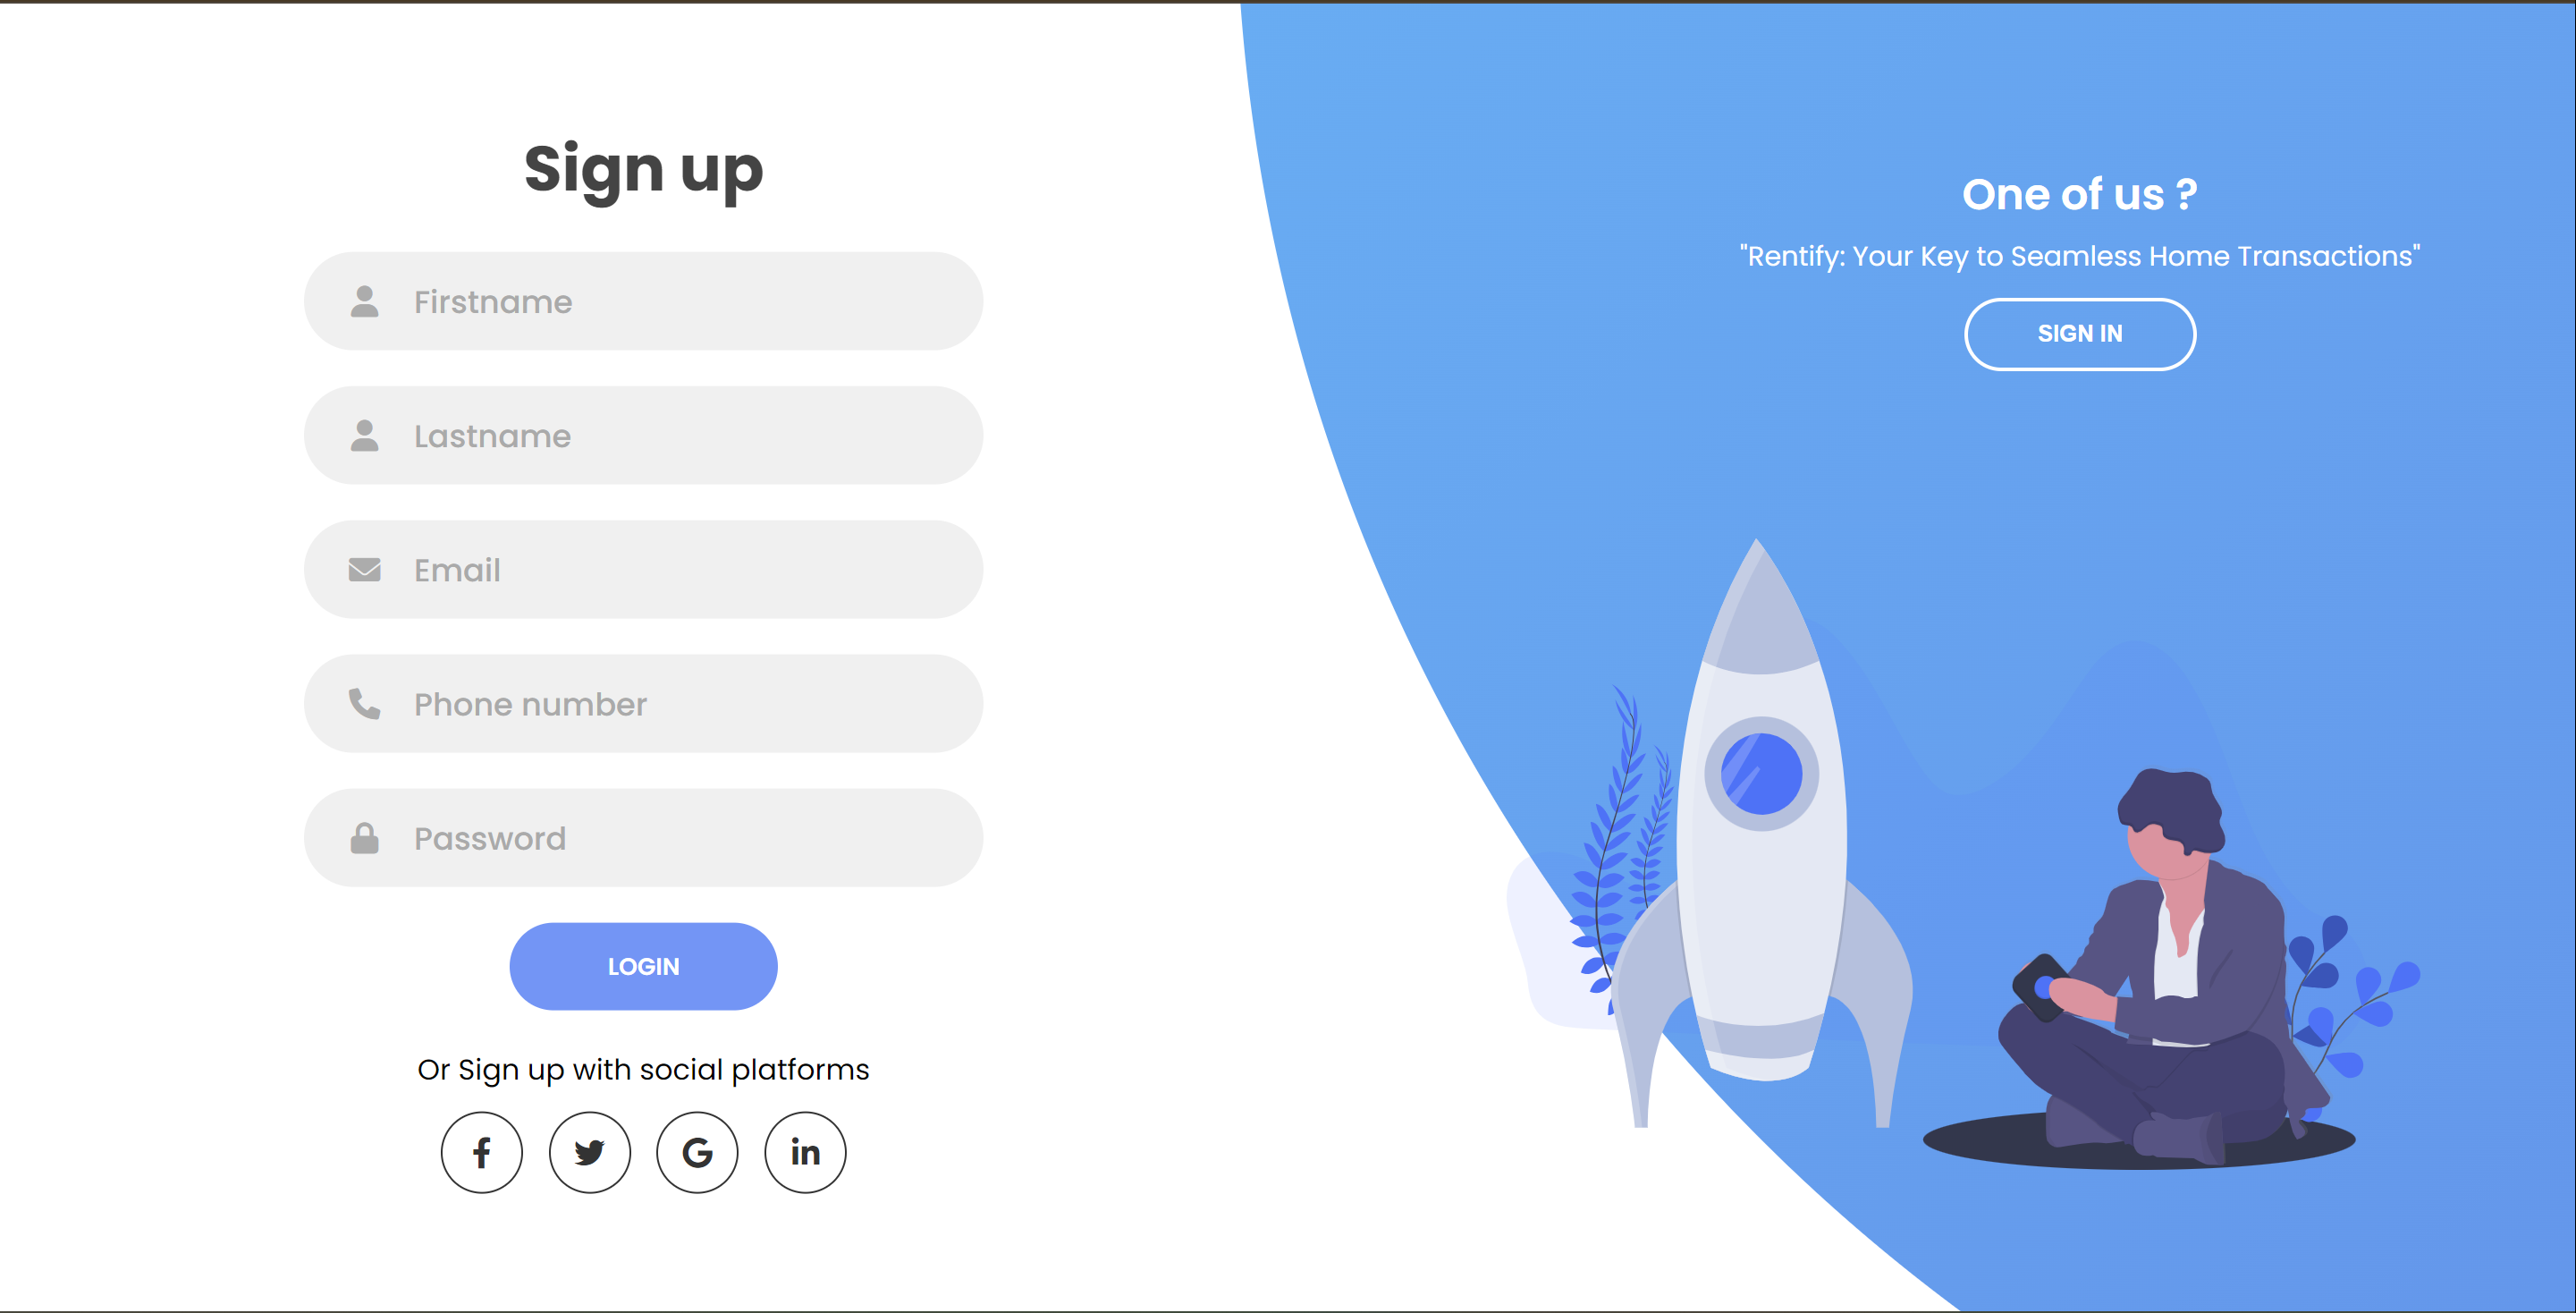 Sign up
Firstname
Lastname
Email
Phone number
Password
LOGIN
Or Sign up with social platforms
One of us ?
"Rentify: Your Key to Seamless Home Transactions"
SIGN IN